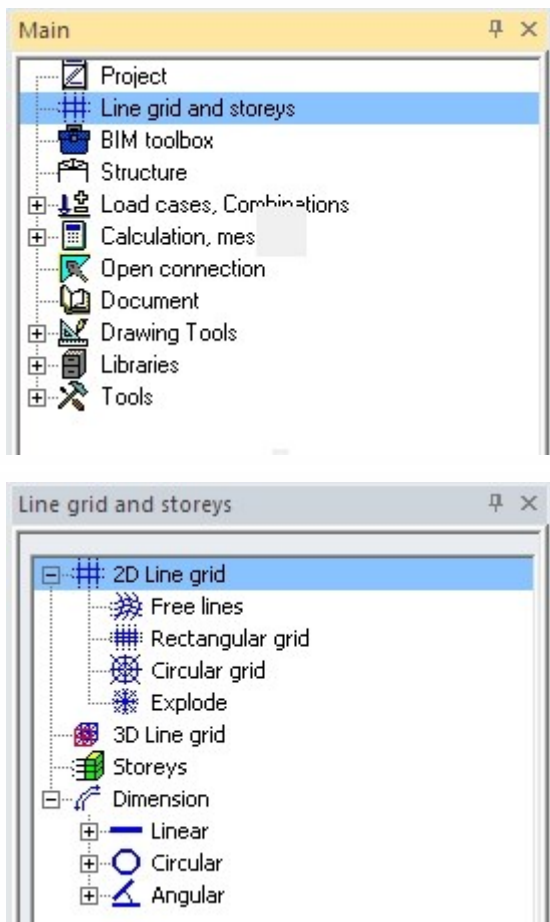 Main
Project
Line grid and storeys
BIM toolbox
Structure
Load cases, Combinations
Calculation, mes
Open connection
Document
Drawing Tools
Libraries
Tools
Line grid and storeys
2D Line grid
Free lines
Rectangular grid
Circular grid
Explode
3D Line grid
Storeys
Dimension
Linear
Circular
Angular